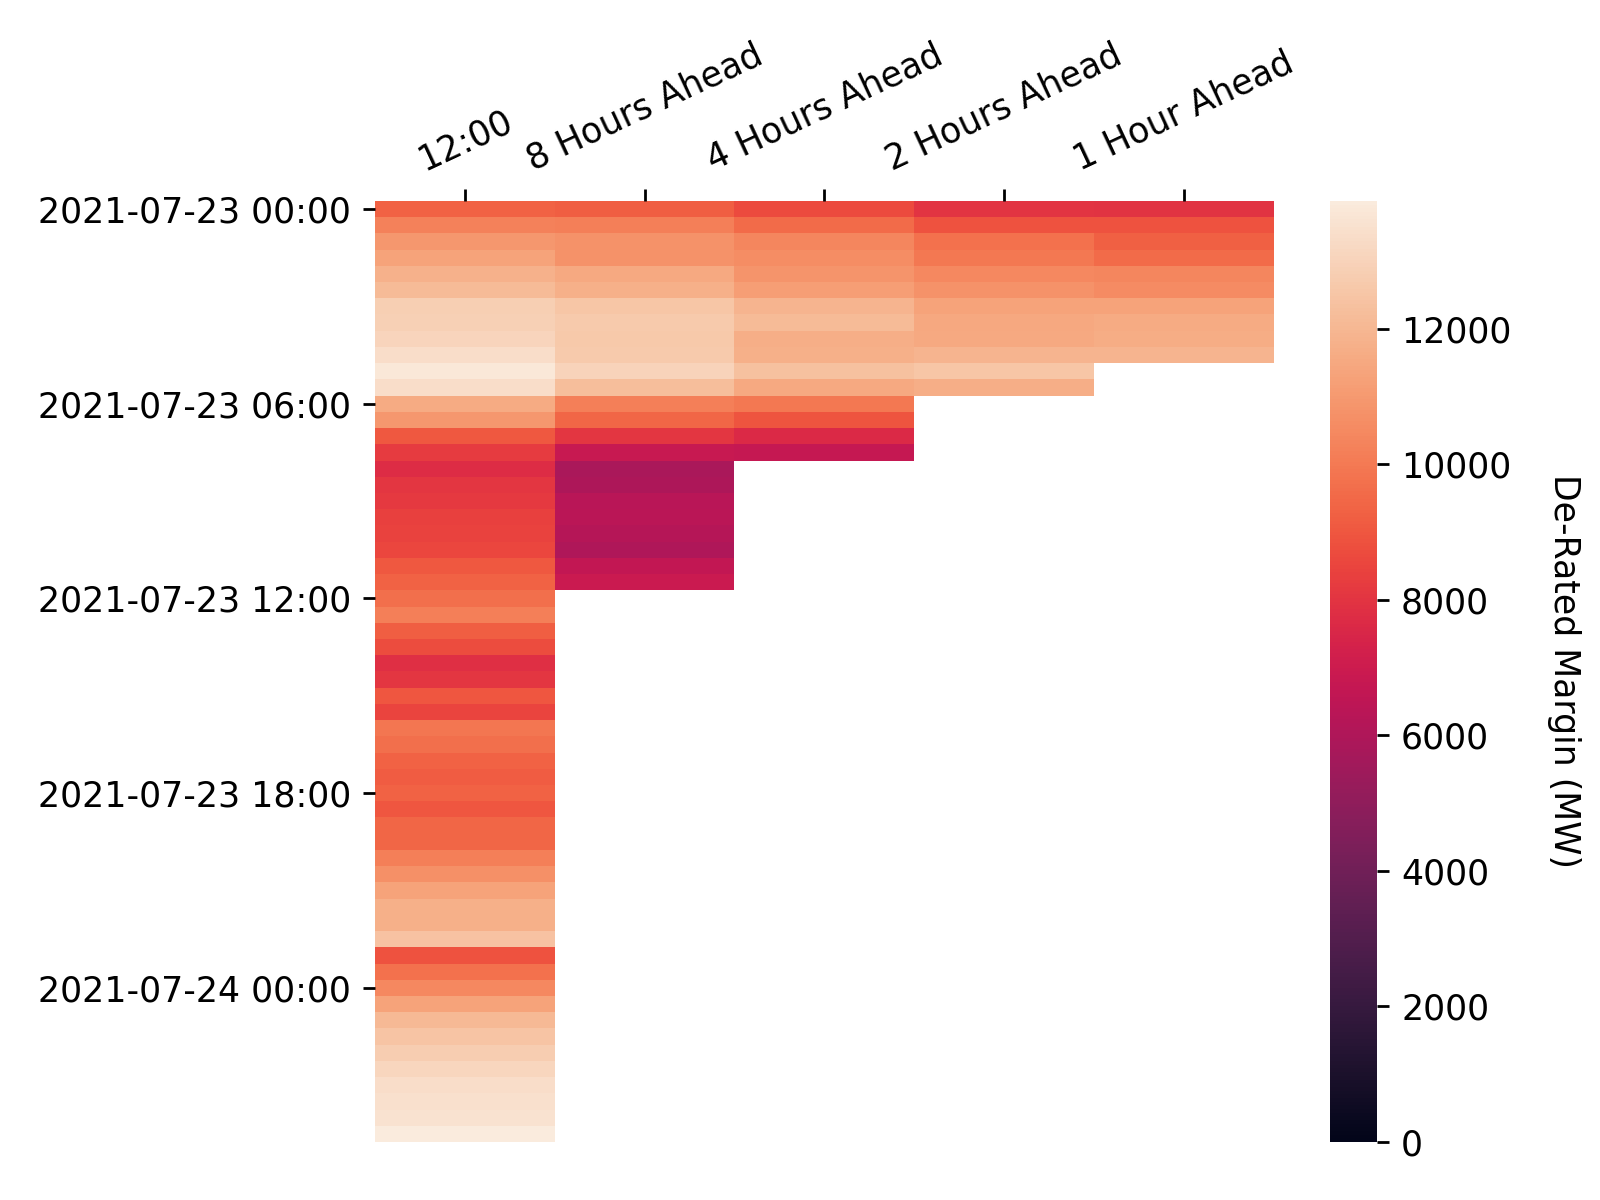 12:00
8 Hours Ahead
4 Hours Ahead
2 Hours Ahead
1 Hour Ahead
2021-07-23 00:00
2021-07-23 06:00
2021-07-23 12:00
2021-07-23 18:00
2021-07-24 00:00
12000
10000
8000
6000
4000
2000
0
De-Rated Margin (MW)